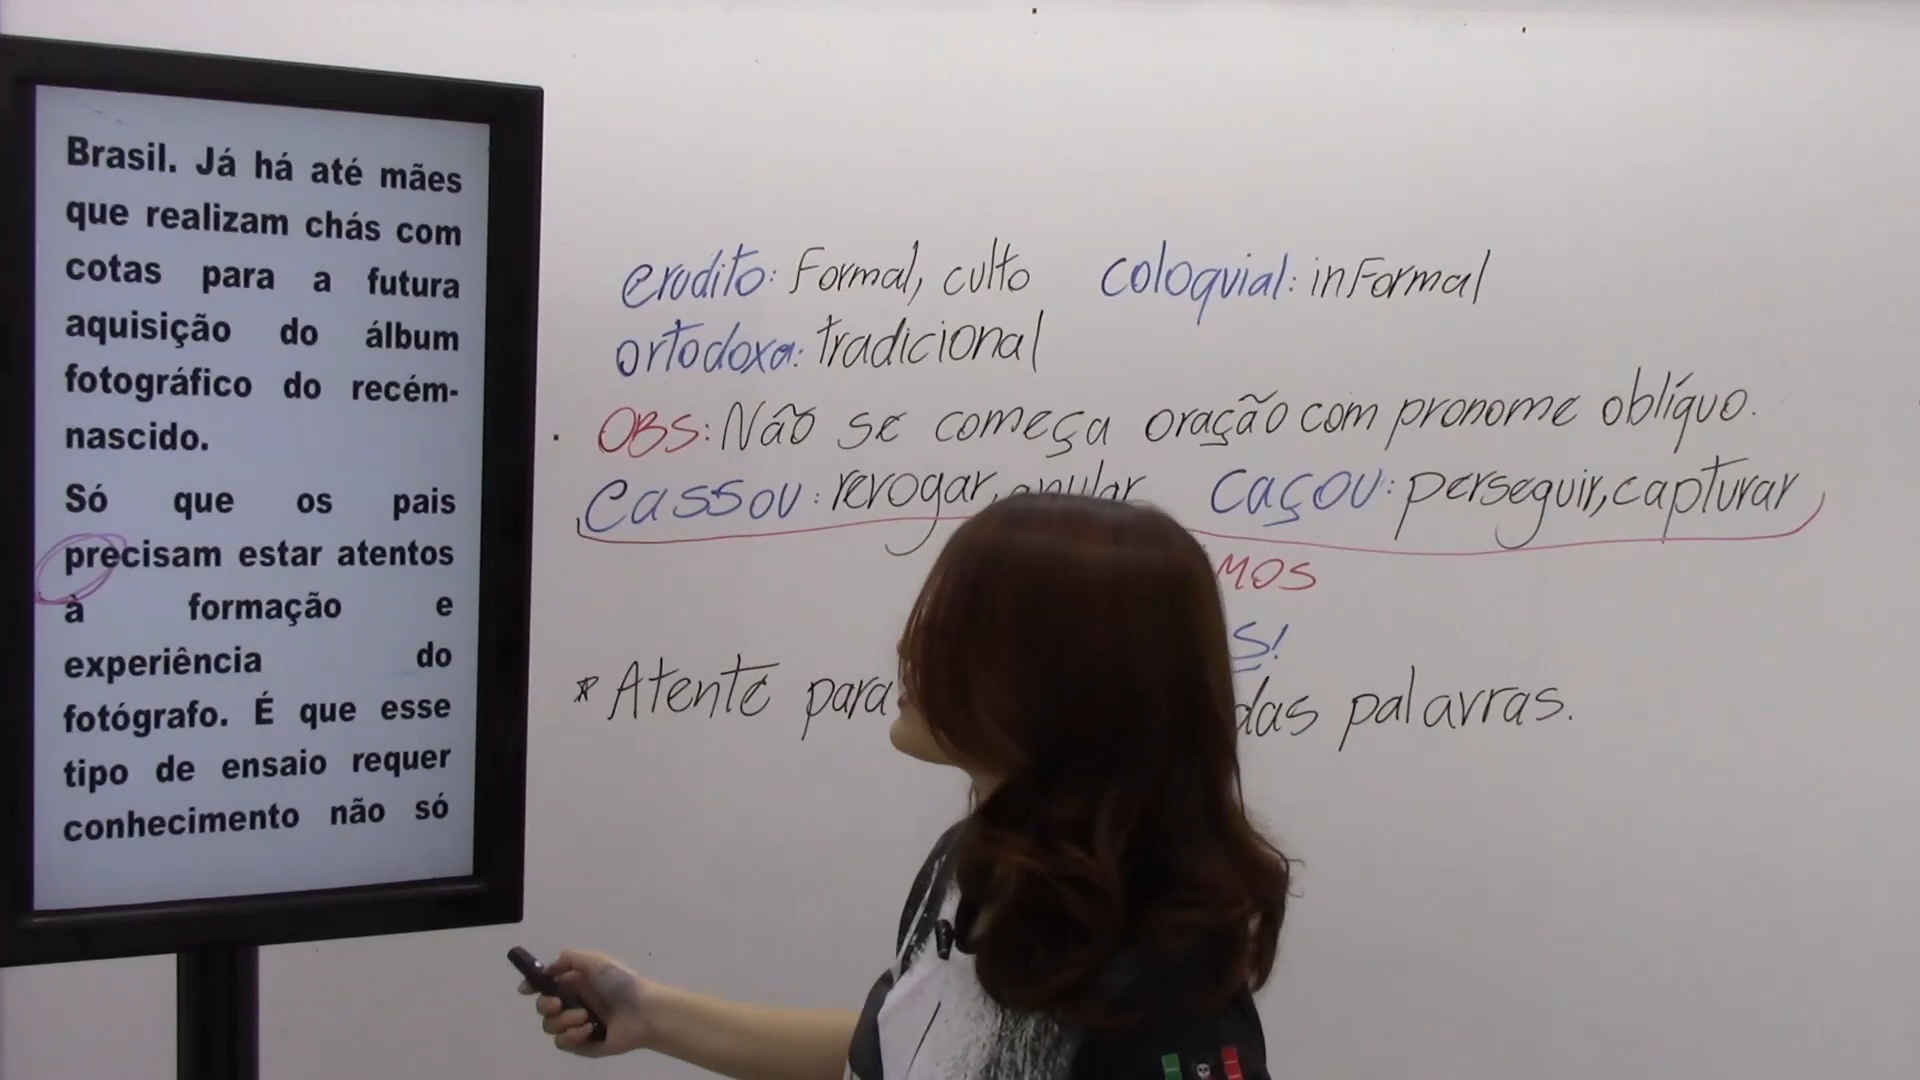 Brasil. Já há até mães
que realizam chás com
cotas para a futura
aquisição do álbum
fotográfico do recém-
nascido.
Só que os pais
precisam estar atentos
à formação e
experiência do
fotógrafo. É que esse
tipo de ensaio requer
conhecimento não só
erudito: Formal, culto coloquial: informal
ortodoxa: tradicional
OBS: Não se começa oração com pronome oblíquo.
Cassou: revogar, anular Caçou: perseguir, capturar
MOS
S!
* Atente para das palavras.